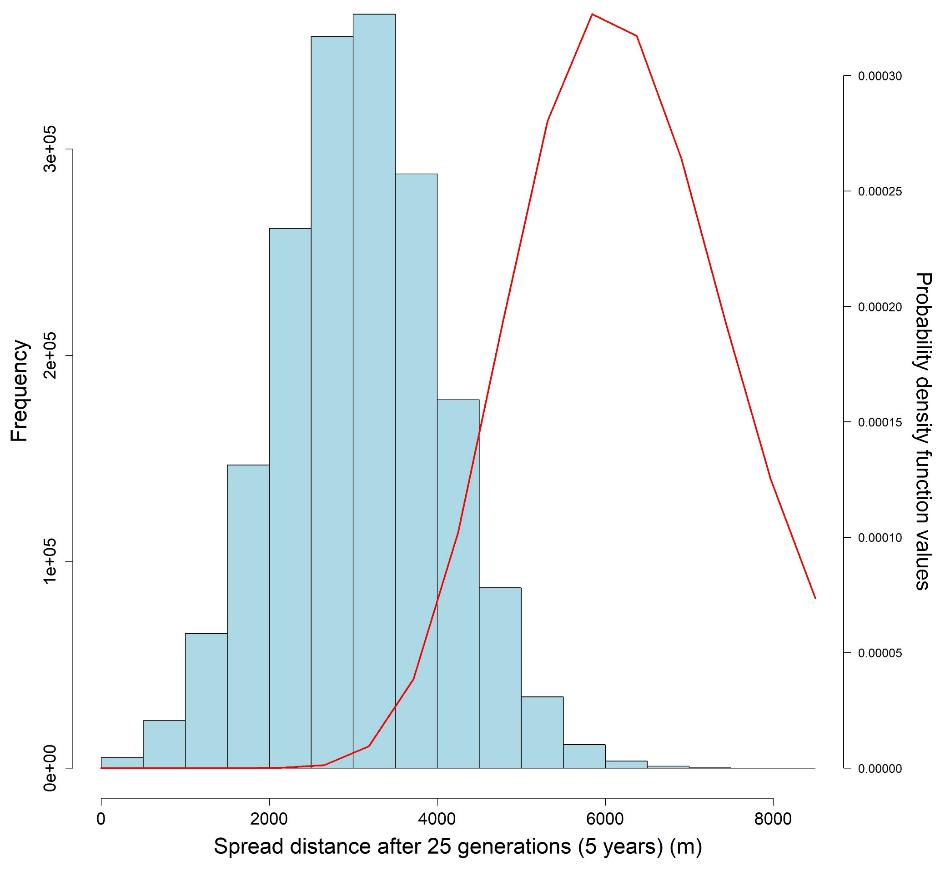 Frequency
0e+00
1e+05
2e+05
3e+05
0
2000
4000
6000
8000
Spread distance after 25 generations (5 years) (m)
0.00000
0.00005
0.00010
0.00015
0.00020
0.00025
0.00030
Probability density function values